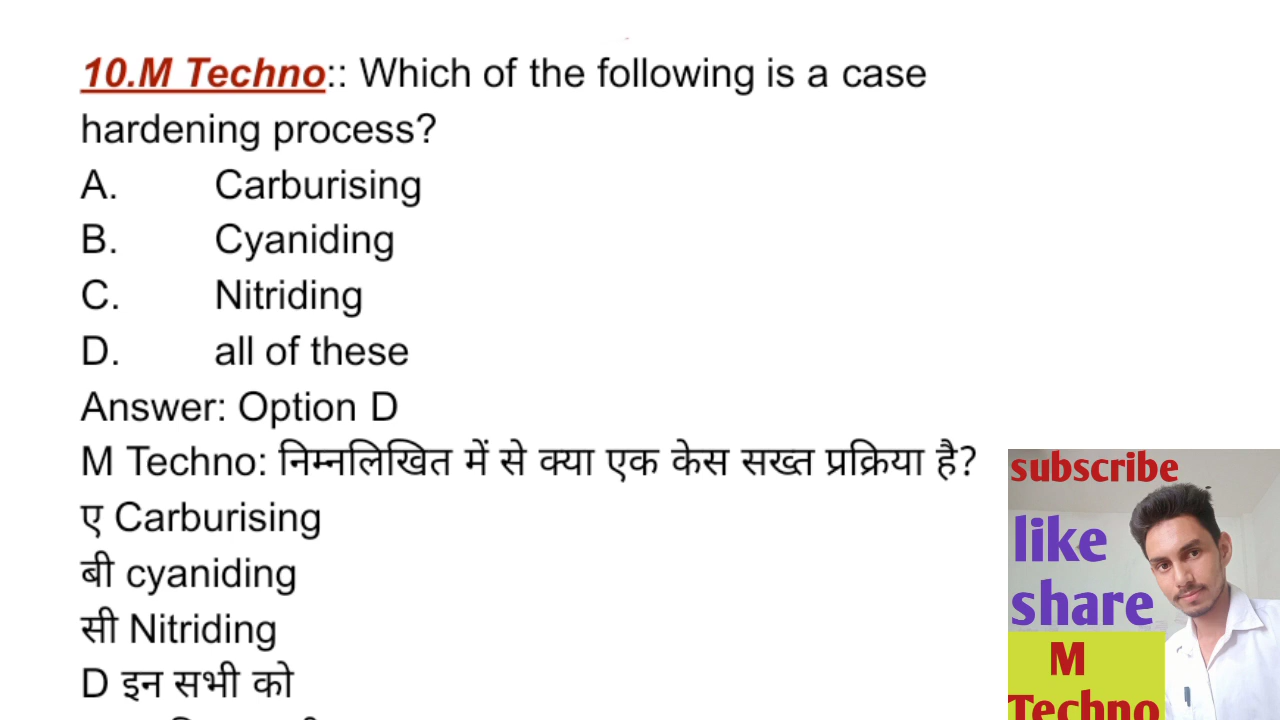 10.M Techno:: Which of the following is a case
hardening process?
A. Carburising
B. Cyaniding
C. Nitriding
D. all of these
Answer: Option D
M Techno: निम्नलिखित में से क्या एक केस सख्त प्रक्रिया है?
ए Carburising
बी cyaniding
सी Nitriding
D इन सभी को
subscribe
like
share
M
Techno